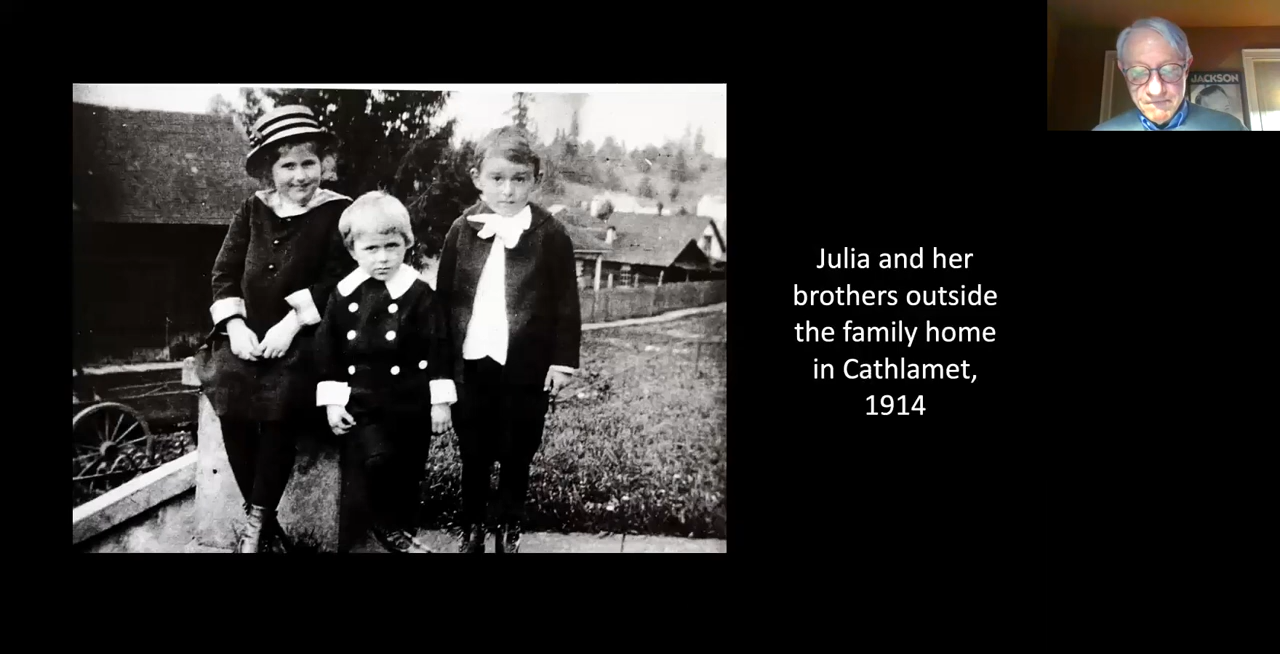 JACKSON
Julia and her
brothers outside
the family home
in Cathlamet,
1914